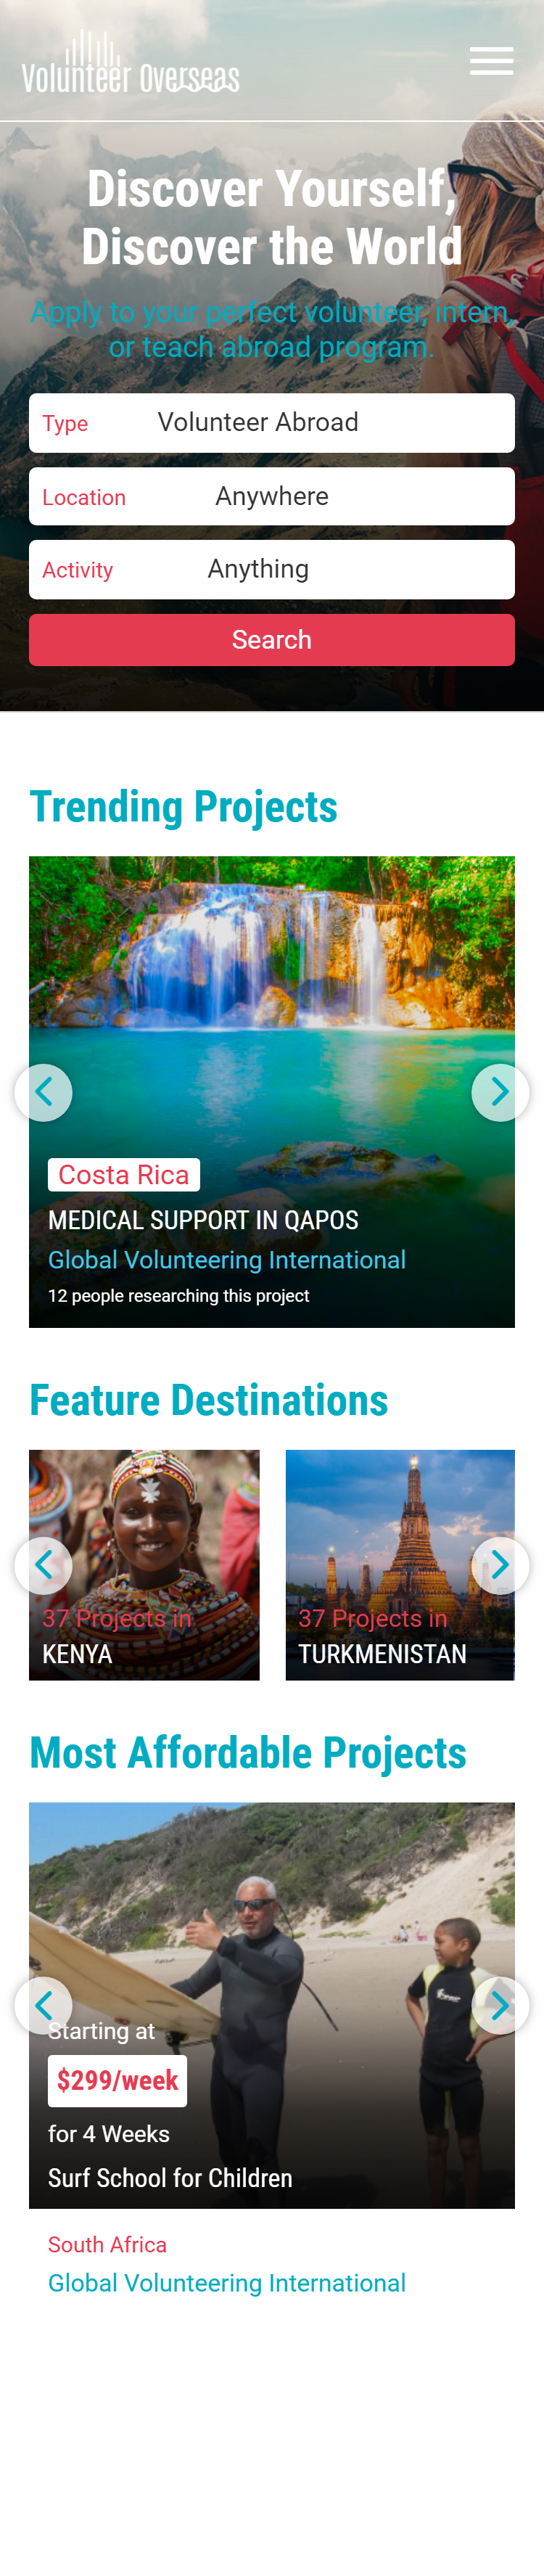 Volunteer Overseas
Discover Yourself,
Discover the World
Apply to your perfect volunteer, intern,
or teach abroad program.
Type Volunteer Abroad
Location Anywhere
Activity Anything
Search
Trending Projects
Costa Rica
MEDICAL SUPPORT IN QAPOS
Global Volunteering International
12 people researching this project
Feature Destinations
37 Projects in
KENYA
37 Projects in
TURKMENISTAN
Most Affordable Projects
Starting at
$299/week
for 4 Weeks
Surf School for Children
South Africa
Global Volunteering International